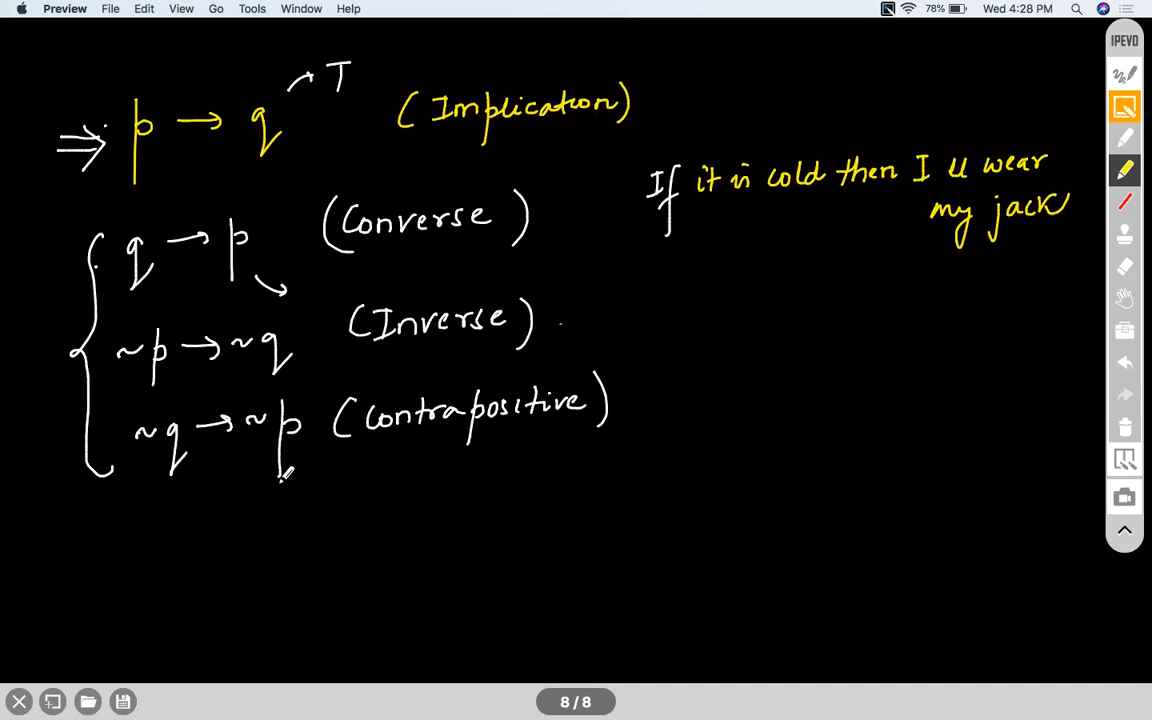 Preview File Edit View Go Tools Window Help 78% Wed 4:28 PM
IPEVO
p → q → T (Implication)
If it is cold then I ll wear
my jack
q → p (Converse)
~p → ~q (Inverse)
~q → ~p (Contrapositive)
8 / 8